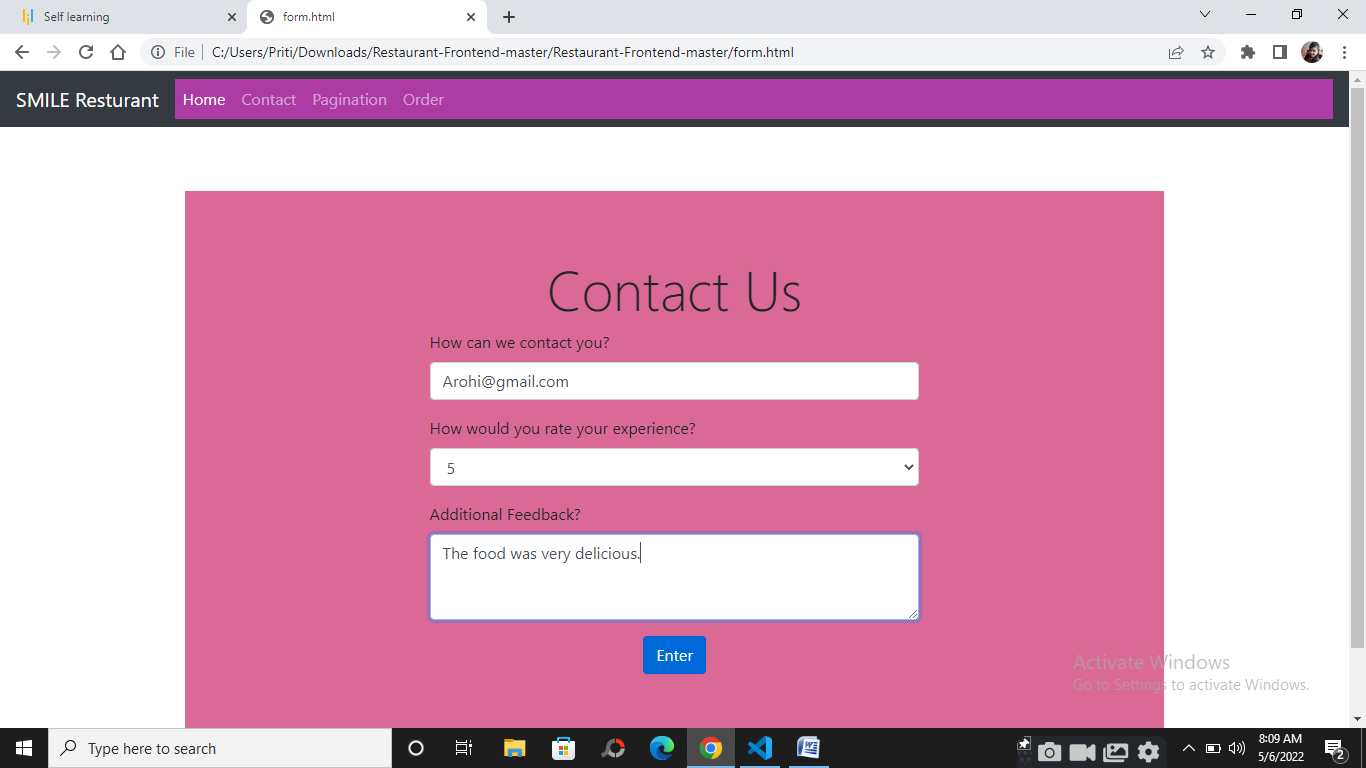 Self learning
form.html
File
C:/Users/Priti/Downloads/Restaurant-Frontend-master/Restaurant-Frontend-master/form.html
SMILE Resturant
Home Contact Pagination Order
Contact Us
How can we contact you?
Arohi@gmail.com
How would you rate your experience?
5
Additional Feedback?
The food was very delicious.
Enter
Activate Windows
Go to Settings to activate Windows.
Type here to search
8:09 AM
5/6/2022
2